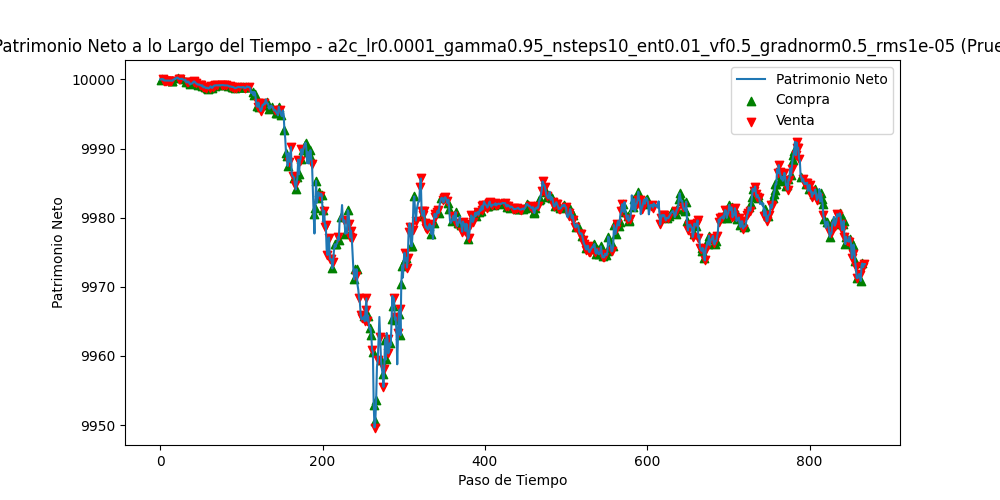 Patrimonio Neto a lo Largo del Tiempo - a2c_lr0.0001_gamma0.95_nsteps10_ent0.01_vf0.5_gradnorm0.5_rms1e-05 (Prue
Patrimonio Neto
Compra
Venta
10000
9990
9980
9970
9960
9950
Patrimonio Neto
0 200 400 600 800
Paso de Tiempo